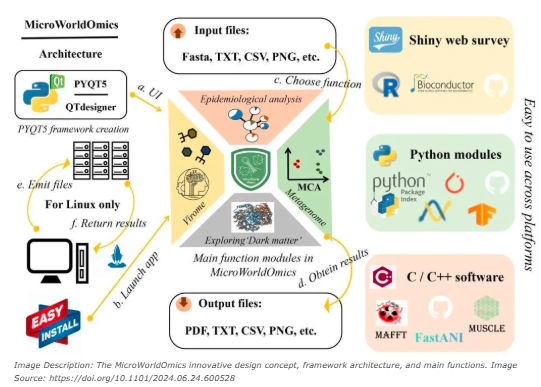 MicroWorldOmics
Architecture
Qt
PYQT5
QTdesigner
PYQT5 framework creation
a. UI
e. Emit files
For Linux only
f. Return results
b. Launch app
EASY
INSTALL
Input files:
Fasta, TXT, CSV, PNG, etc.
c. Choose function
Epidemiological analysis
Virome
MCA
Metagenome
Exploring 'Dark matter'
Main function modules in
MicroWorldOmics
d. Obtein results
Output files:
PDF, TXT, CSV, PNG, etc.
Shiny
Shiny web survey
R
Bioconductor
Python modules
python
Package
Index
C / C++ software
MAFFT
FastANI
MUSCLE
Easy to use across platforms
Image Description: The MicroWorldOmics innovative design concept, framework architecture, and main functions. Image
Source: https://doi.org/10.1101/2024.06.24.600528